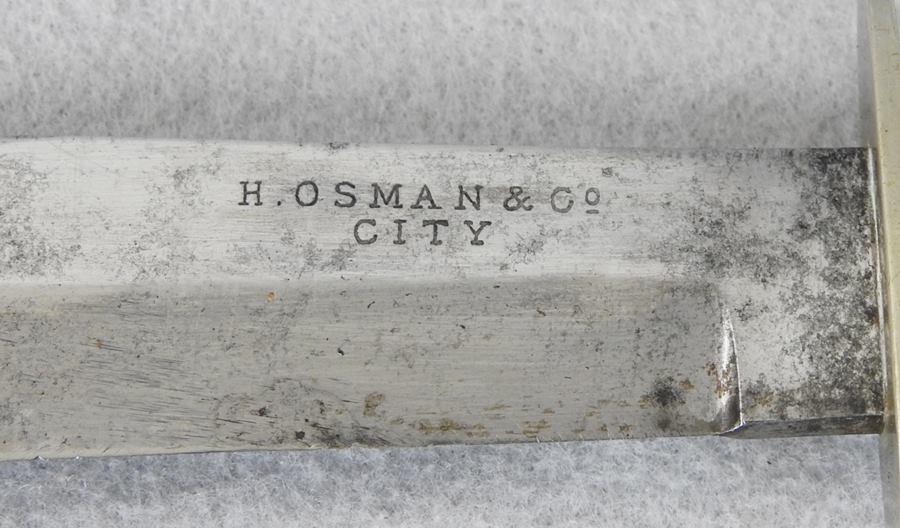 H. OSMAN & Cº
CITY